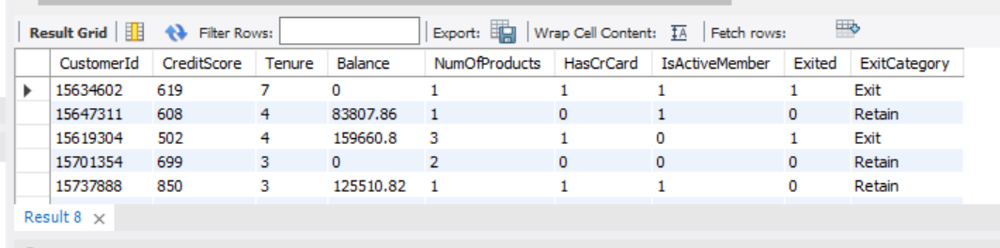 Result Grid Filter Rows: Export: Wrap Cell Content: IA Fetch rows:
CustomerId CreditScore Tenure Balance NumOfProducts HasCrCard IsActiveMember Exited ExitCategory
15634602 619 7 0 1 1 1 1 Exit
15647311 608 4 83807.86 1 0 1 0 Retain
15619304 502 4 159660.8 3 1 0 1 Exit
15701354 699 3 0 2 0 0 0 Retain
15737888 850 3 125510.82 1 1 1 0 Retain
Result 8 ×